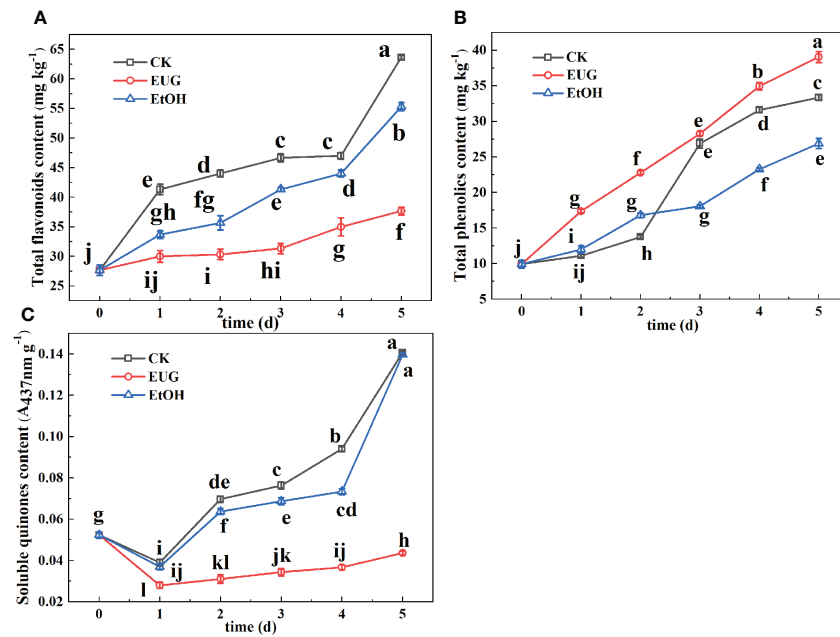 A
Total flavonoids content (mg kg-1)
65
60
55
50
45
40
35
30
25
CK
EUG
EtOH
a
b
c
c
d
d
e
e
gh
fg
f
g
hi
i
ij
j
0 1 2 3 4 5
time (d)
B
Total phenolics content (mg kg-1)
40
35
30
25
20
15
10
5
CK
EUG
EtOH
a
b
c
d
e
e
e
f
f
g
g
g
h
i
ij
j
0 1 2 3 4 5
time (d)
C
Soluble quinones content (A437nm g-1)
0.14
0.12
0.10
0.08
0.06
0.04
0.02
CK
EUG
EtOH
a
a
b
c
cd
de
e
f
g
h
i
ij
ij
jk
kl
l
0 1 2 3 4 5
time (d)